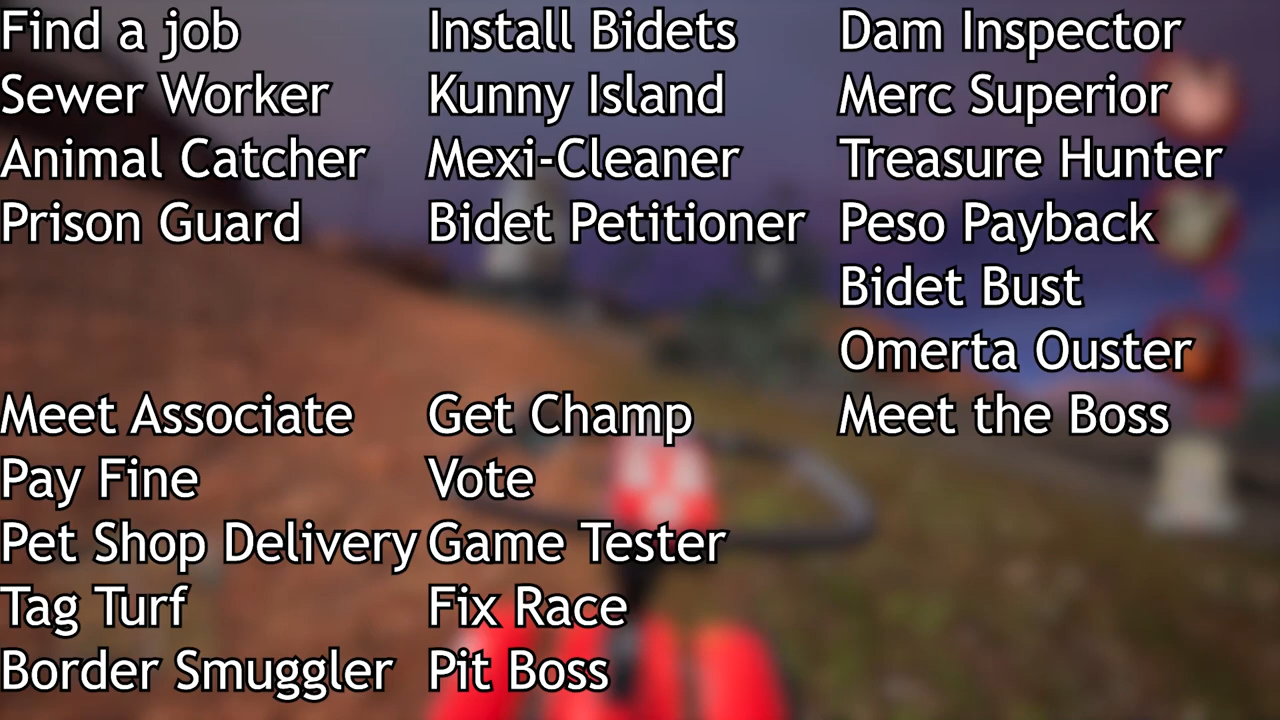 Find a job
Sewer Worker
Animal Catcher
Prison Guard
Meet Associate
Pay Fine
Pet Shop Delivery
Tag Turf
Border Smuggler
Install Bidets
Kunny Island
Mexi-Cleaner
Bidet Petitioner
Get Champ
Vote
Game Tester
Fix Race
Pit Boss
Dam Inspector
Merc Superior
Treasure Hunter
Peso Payback
Bidet Bust
Omerta Ouster
Meet the Boss